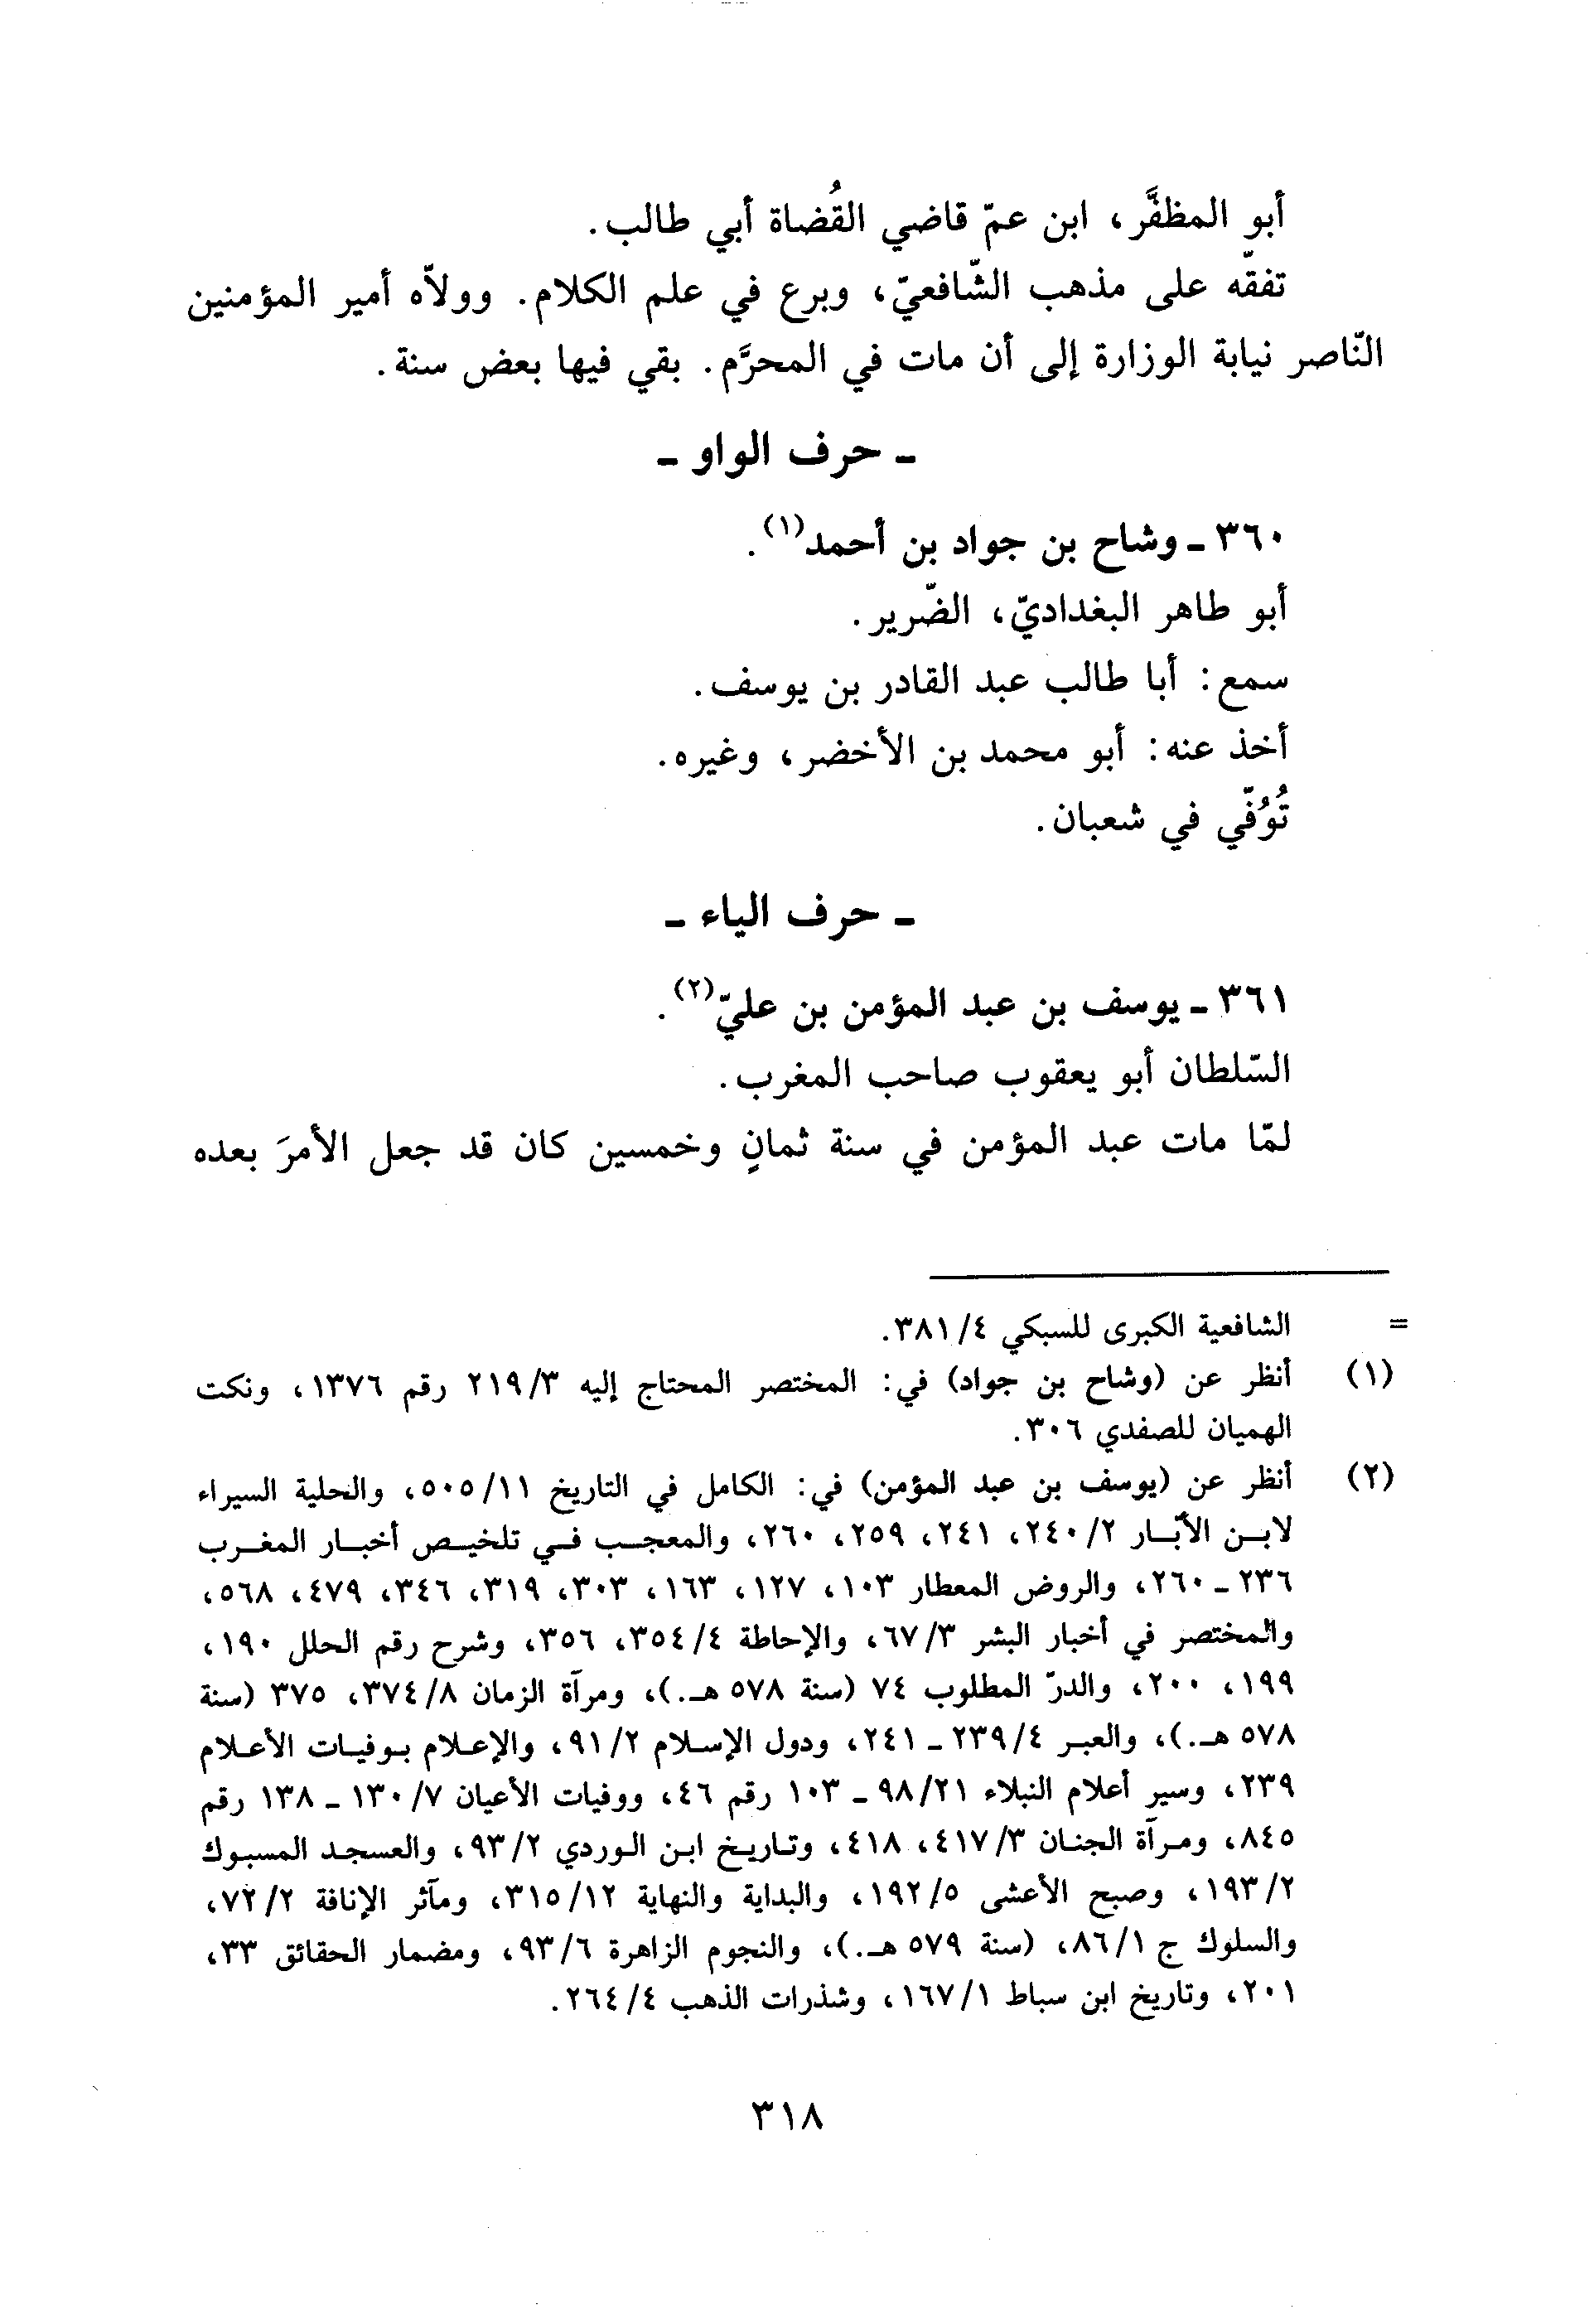 أبو المظفَّر، ابن عمّ قاضي القُضاة أبي طالب.
تفقّه على مذهب الشّافعيّ، وبرع في علم الكلام. وولاّه أمير المؤمنين
النّاصر نيابة الوزارة إلى أن مات في المحرَّم. بقي فيها بعض سنة.
ـ حرف الواو ـ
٣٦٠ ـ وشاح بن جواد بن أحمد(١).
أبو طاهر البغداديّ، الضّرير.
سمع: أبا طالب عبد القادر بن يوسف.
أخذ عنه: أبو محمد بن الأخضر، وغيره.
تُوُفّي في شعبان.
ـ حرف الياء ـ
٣٦١ ـ يوسف بن عبد المؤمن بن عليّ(٢).
السّلطان أبو يعقوب صاحب المغرب.
لمّا مات عبد المؤمن في سنة ثمانٍ وخمسين كان قد جعل الأمرَ بعده
= الشافعية الكبرى للسبكي ٤/٣٨١.
(١) أنظر عن (وشاح بن جواد) في: المختصر المحتاج إليه ٣/٢١٩ رقم ١٣٧٦، ونكت
الهميان للصفدي ٣٠٦.
(٢) أنظر عن (يوسف بن عبد المؤمن) في: الكامل في التاريخ ١١/٥٠٥، والحلية السيراء
لابن الأبّار ٢/٢٤٠، ٢٤١، ٢٥٩، ٢٦٠، والمعجب في تلخيص أخبار المغرب
٢٣٦ ـ ٢٦٠، والروض المعطار ١٠٣، ١٢٧، ١٦٣، ٣٠٣، ٣١٩، ٣٤٦، ٤٧٩، ٥٦٨،
والمختصر في أخبار البشر ٣/٦٧، والإحاطة ٤/٣٥٤، ٣٥٦، وشرح رقم الحلل ١٩٠،
١٩٩، ٢٠٠، والدرّ المطلوب ٧٤ (سنة ٥٧٨ هـ.)، ومرآة الزمان ٨/٣٧٤، ٣٧٥ (سنة
٥٧٨ هـ.)، والعبر ٤/٢٣٩ ـ ٢٤١، ودول الإسلام ٢/٩١، والإعلام بوفيات الأعلام
٢٣٩، وسير أعلام النبلاء ٢١/٩٨ ـ ١٠٣ رقم ٤٦، ووفيات الأعيان ٧/١٣٠ ـ ١٣٨ رقم
٨٤٥، ومرآة الجنان ٣/٤١٧، ٤١٨، وتاريخ ابن الوردي ٢/٩٣، والعسجد المسبوك
٢/١٩٣، وصبح الأعشى ٥/١٩٢، والبداية والنهاية ١٢/٣١٥، ومآثر الإنافة ٢/٧٢،
والسلوك ج ١/٨٦، (سنة ٥٧٩ هـ.)، والنجوم الزاهرة ٦/٩٣، ومضمار الحقائق ٣٣،
٢٠١، وتاريخ ابن سباط ١/١٦٧، وشذرات الذهب ٤/٢٦٤.
٣١٨